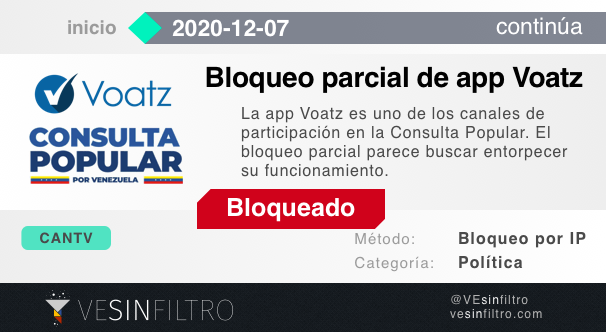 inicio 2020-12-07 continúa
Bloqueo parcial de app Voatz
Voatz
CONSULTA
POPULAR
POR VENEZUELA
La app Voatz es uno de los canales de
participación en la Consulta Popular. El
bloqueo parcial parece buscar entorpecer
su funcionamiento.
Bloqueado
CANTV
Método: Bloqueo por IP
Categoría: Política
VESINFILTRO
@VEsinfiltro
vesinfiltro.com